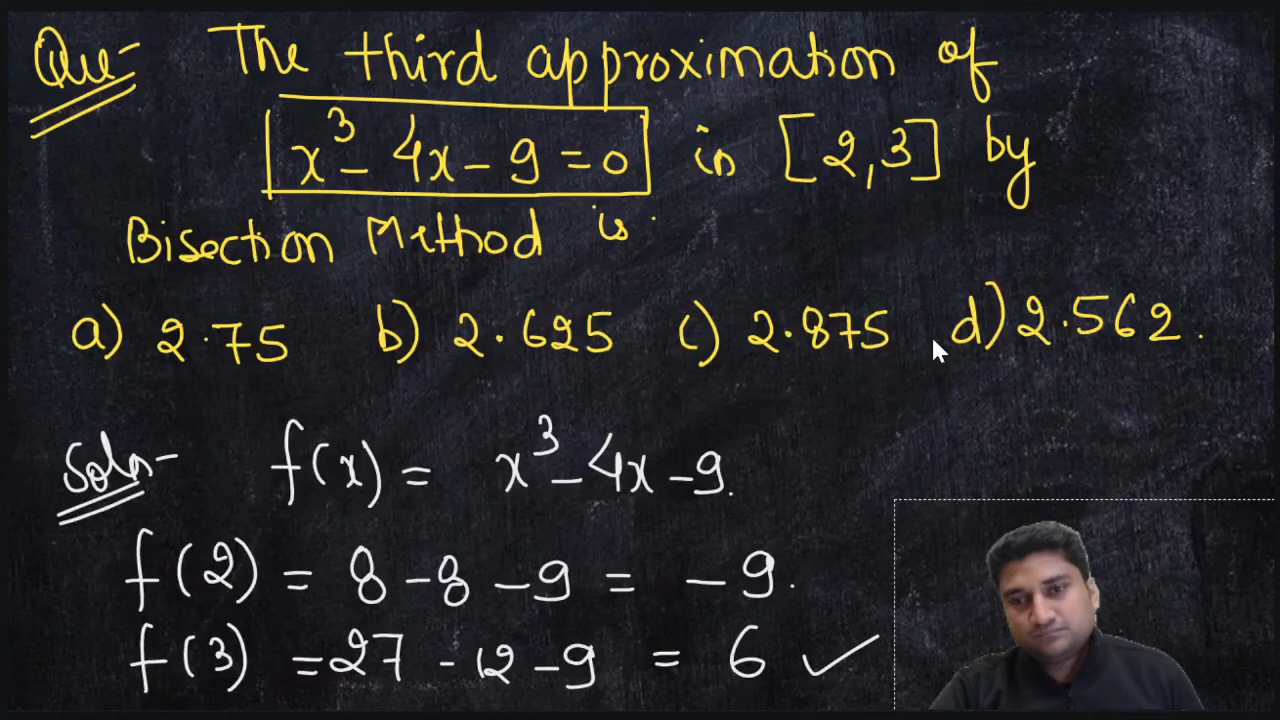 Que- The third approximation of
x³ - 4x - 9 = 0 in [2,3] by
Bisection Method is
a) 2.75 b) 2.625 c) 2.875 d) 2.562.
Soln- f(x) = x³ - 4x - 9.
f(2) = 8 - 8 - 9 = -9.
f(3) = 27 - 12 - 9 = 6 ✓